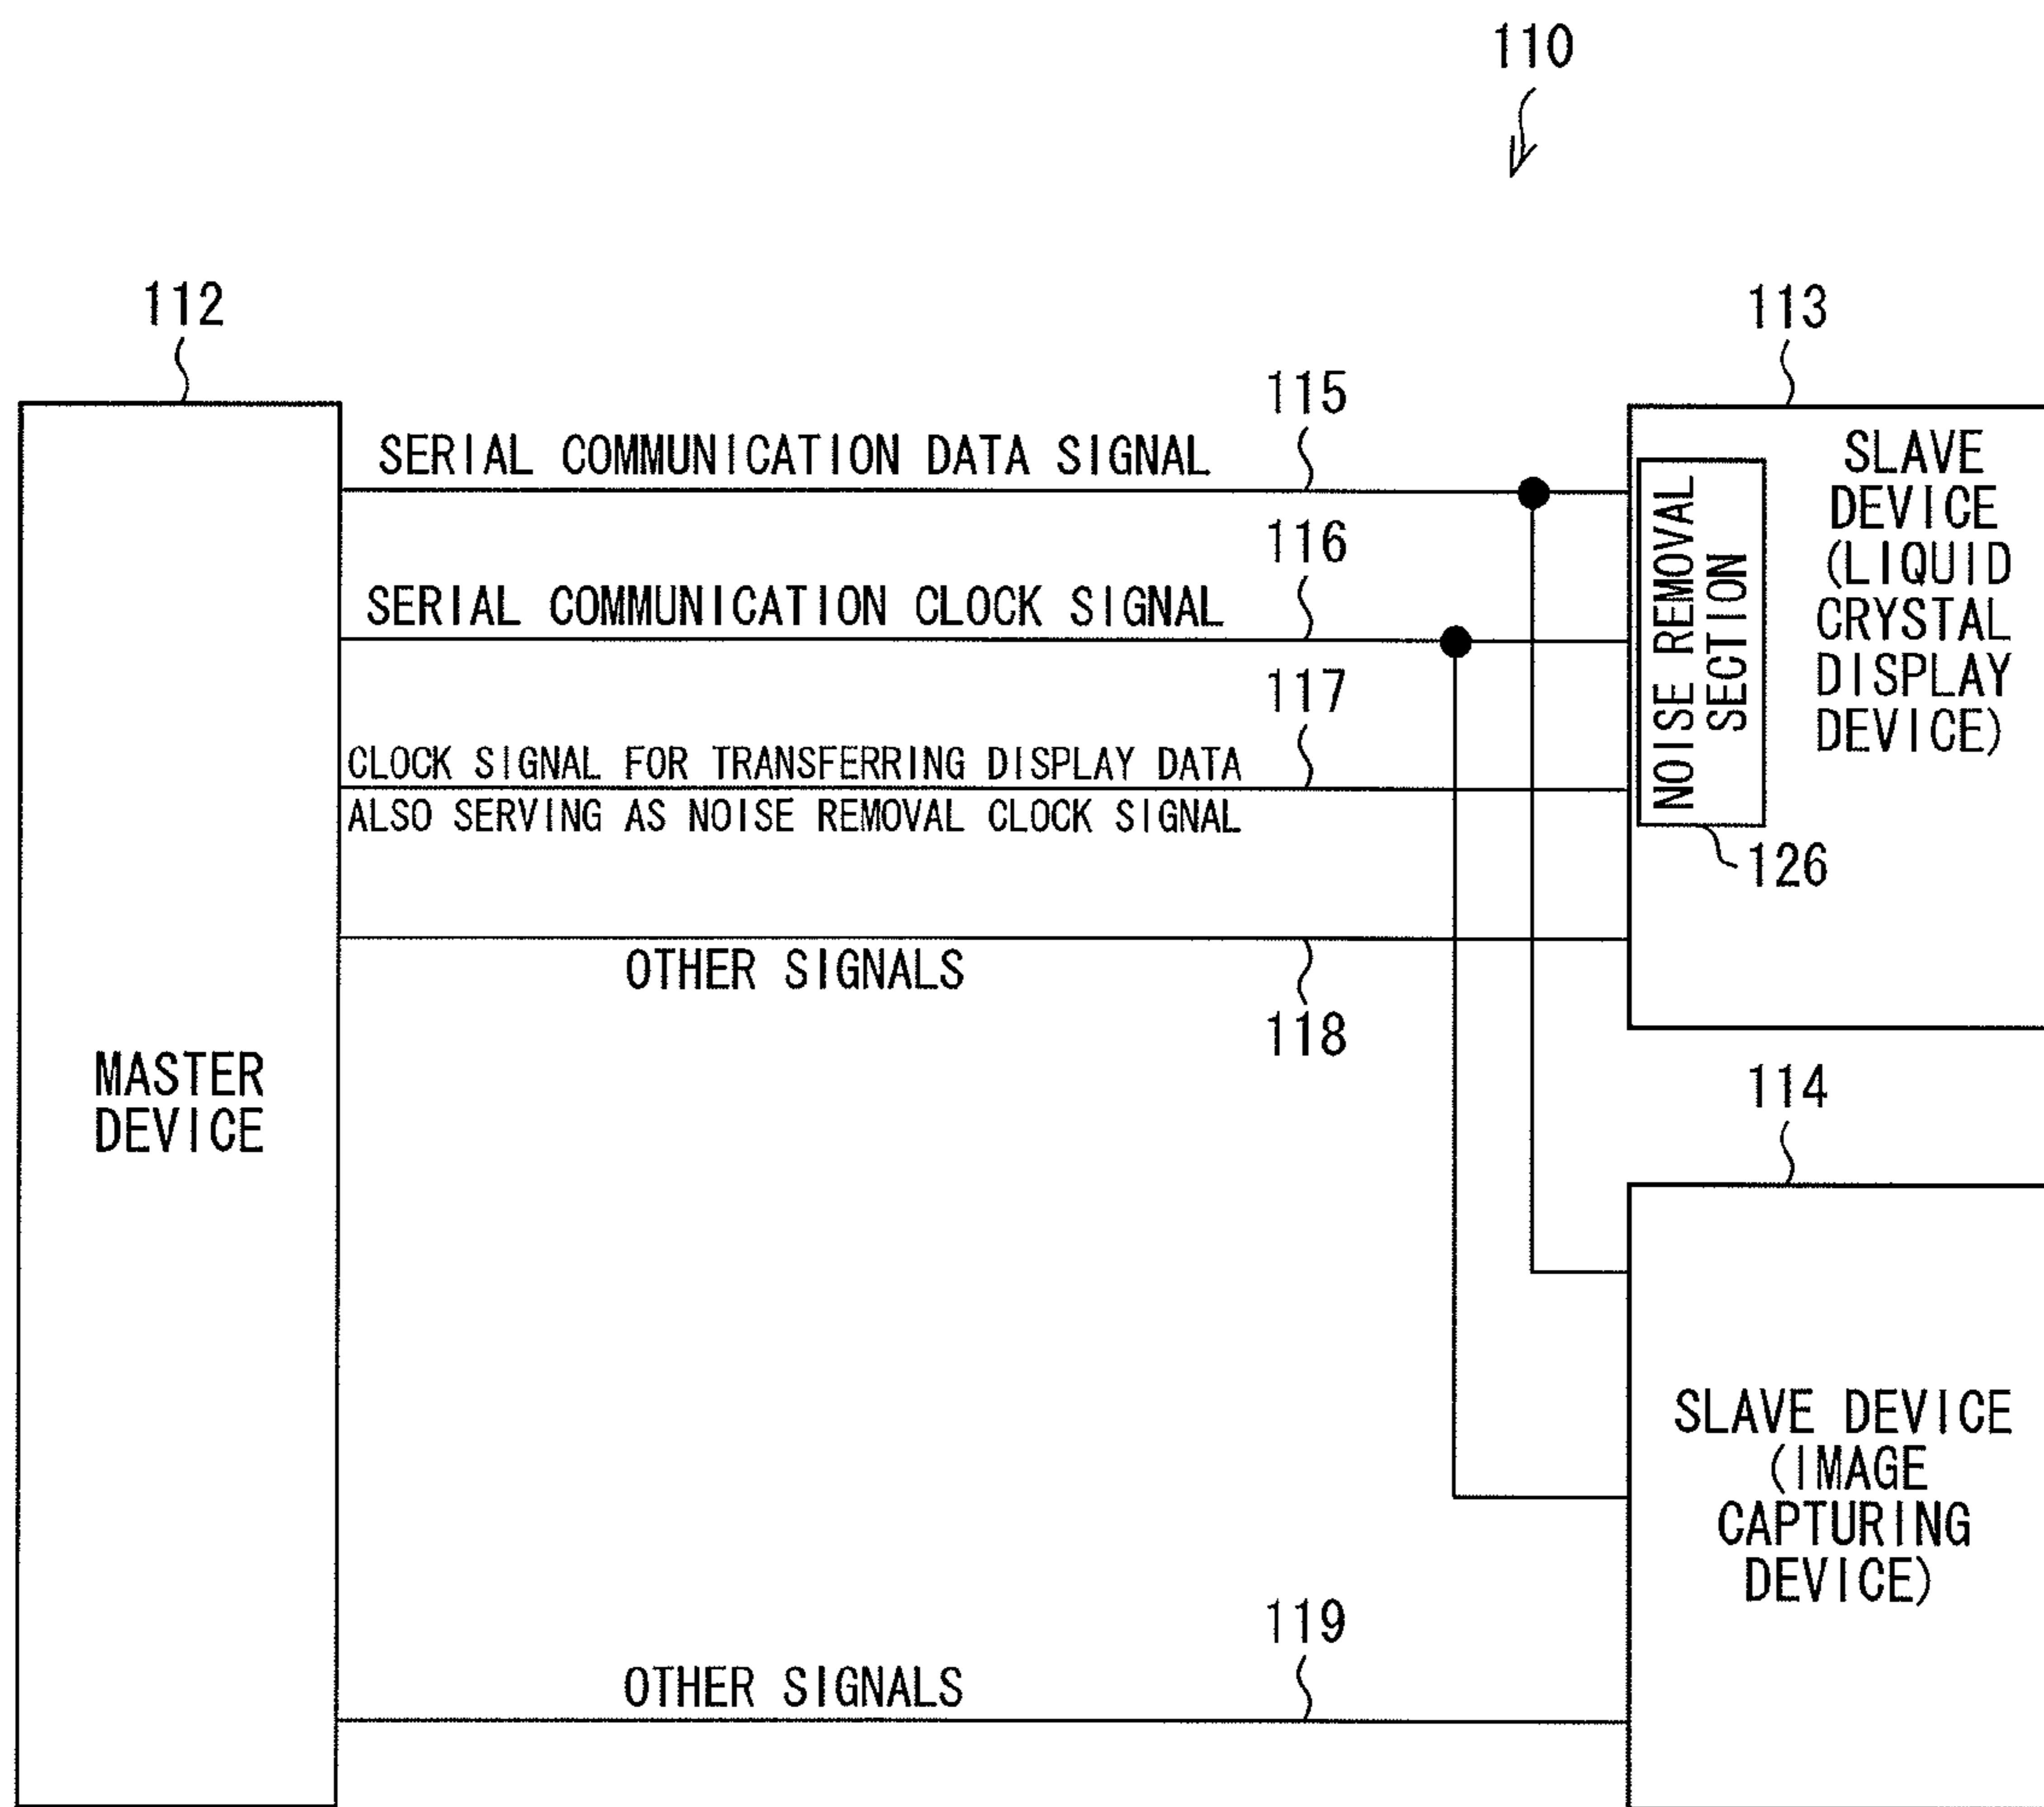 110
112
113
115
SERIAL COMMUNICATION DATA SIGNAL
116
SERIAL COMMUNICATION CLOCK SIGNAL
117
CLOCK SIGNAL FOR TRANSFERRING DISPLAY DATA
ALSO SERVING AS NOISE REMOVAL CLOCK SIGNAL
OTHER SIGNALS
118
NOISE REMOVAL
SECTION
126
SLAVE
DEVICE
(LIQUID
CRYSTAL
DISPLAY
DEVICE)
MASTER
DEVICE
114
SLAVE DEVICE
(IMAGE
CAPTURING
DEVICE)
119
OTHER SIGNALS